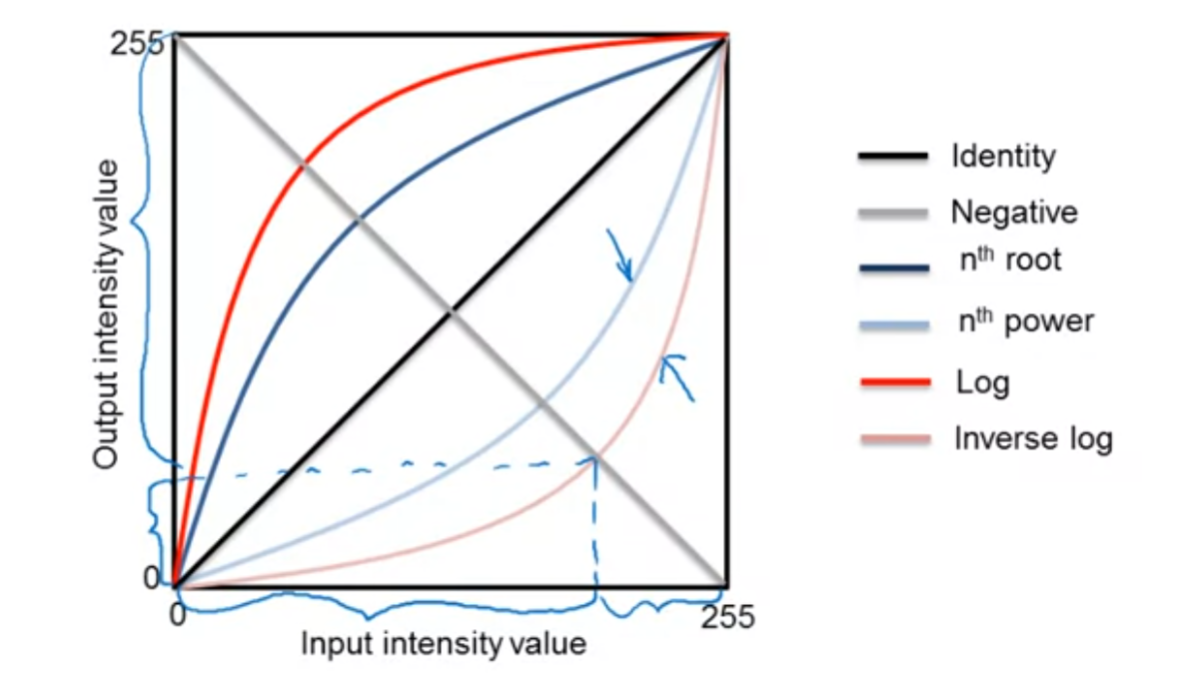 255
Output intensity value
0
0
255
Input intensity value
Identity
Negative
nth root
nth power
Log
Inverse log